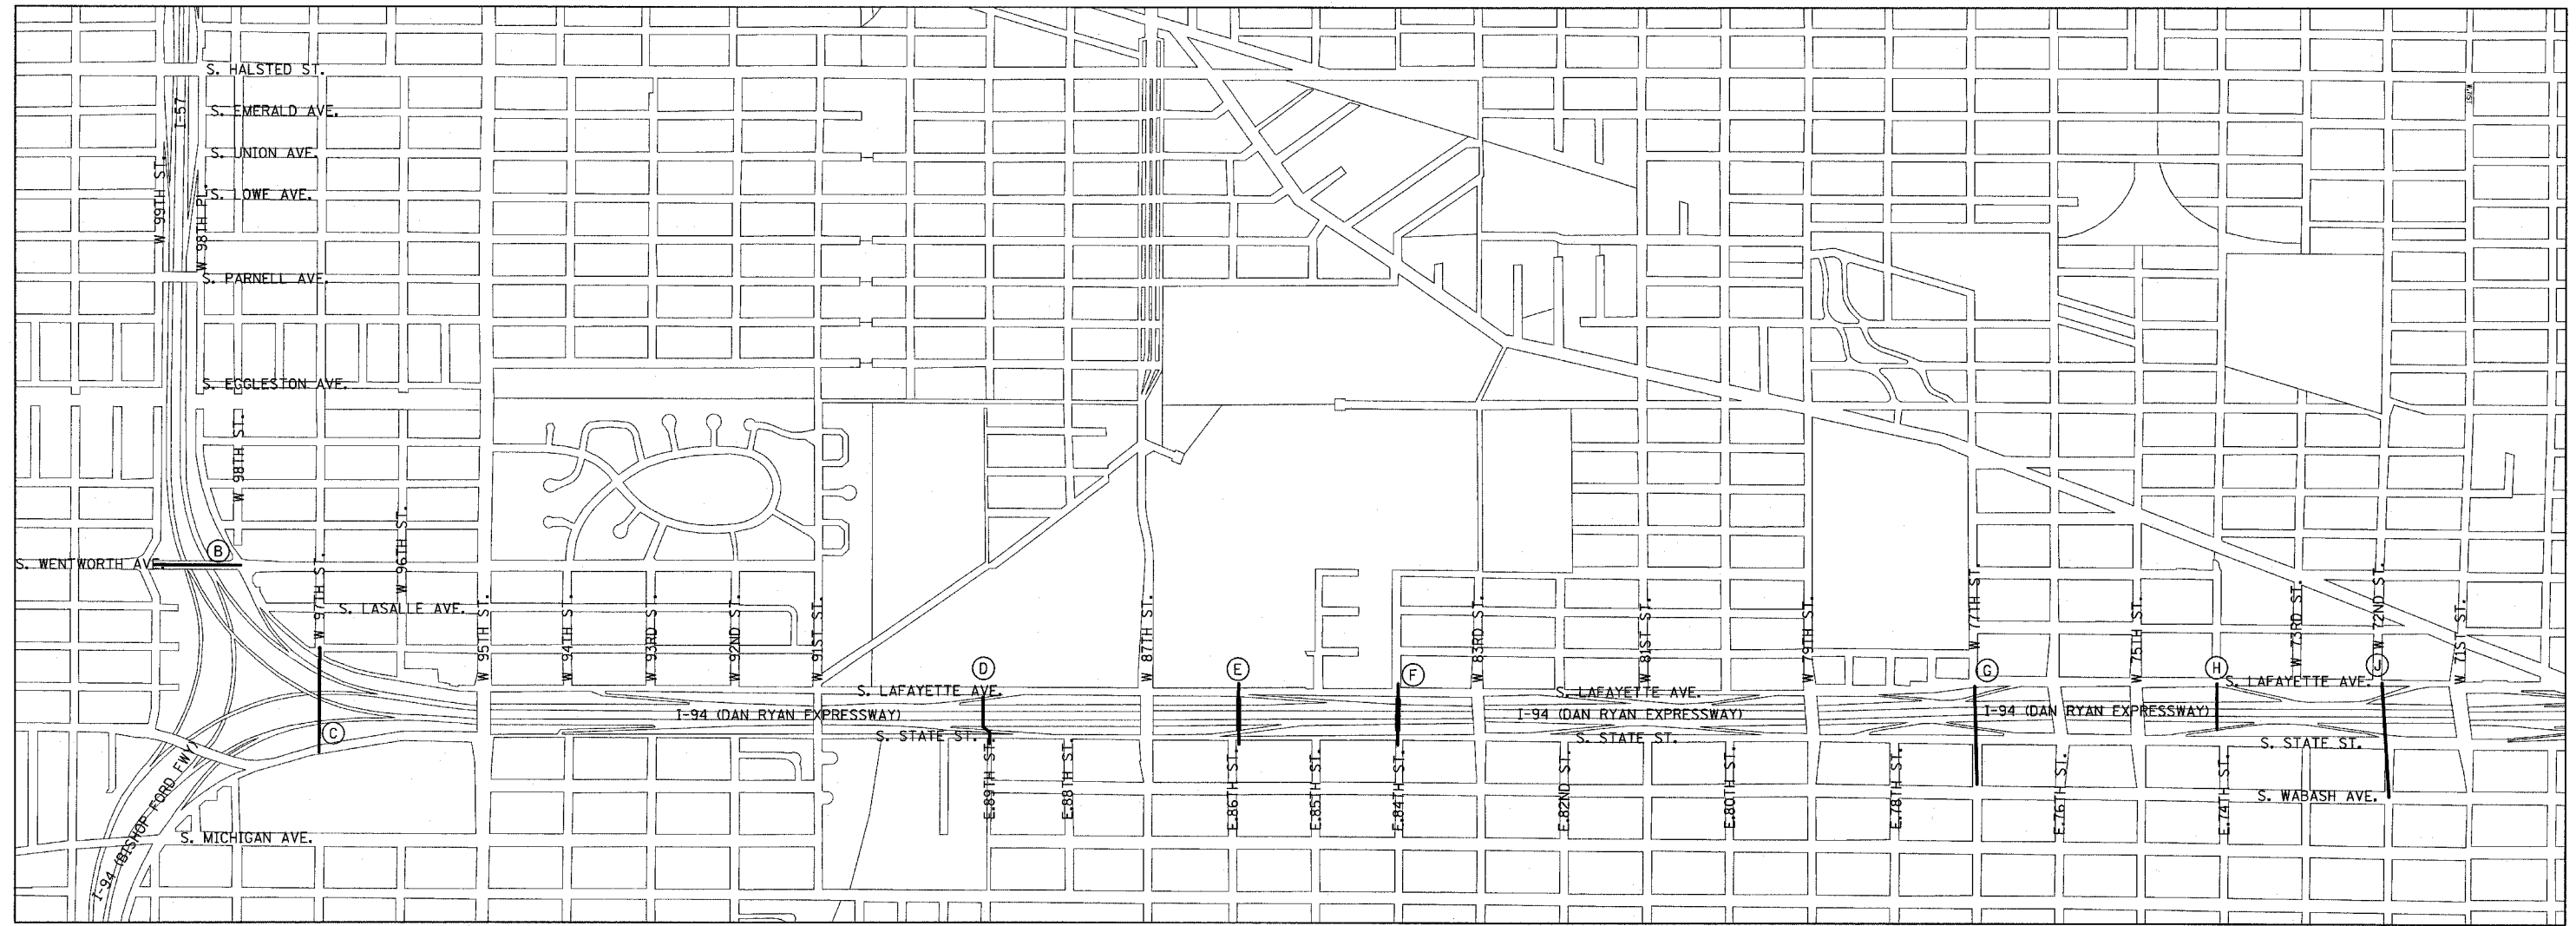 S. HALSTED ST.
I-57
S. EMERALD AVE.
S. UNION AVE.
W 99TH ST.
W 98TH PL.
S. LOWE AVE.
S. PARNELL AVE.
S. EGGLESTON AVE.
W 98TH ST.
W 96TH ST.
B
S. WENTWORTH AVE.
W 97TH ST.
S. LASALLE AVE.
W 95TH ST.
W 94TH ST.
W 93RD ST.
W 92ND ST.
W 91ST ST.
W 87TH ST.
W 83RD ST.
W 81ST ST.
W 79TH ST.
W 77TH ST.
W 75TH ST.
W 73RD ST.
W 72ND ST.
W 71ST ST.
C
D
E
F
G
H
J
S. LAFAYETTE AVE.
S. LAFAYETTE AVE.
S. LAFAYETTE AVE.
I-94 (DAN RYAN EXPRESSWAY)
I-94 (DAN RYAN EXPRESSWAY)
I-94 (DAN RYAN EXPRESSWAY)
S. STATE ST.
S. STATE ST.
S. STATE ST.
E.89TH ST.
E.88TH ST.
E.86TH ST.
E.85TH ST.
E.84TH ST.
E.82ND ST.
E.80TH ST.
E.78TH ST.
E.76TH ST.
E.74TH ST.
S. WABASH AVE.
I-94 (BISHOP FORD FWY)
S. MICHIGAN AVE.